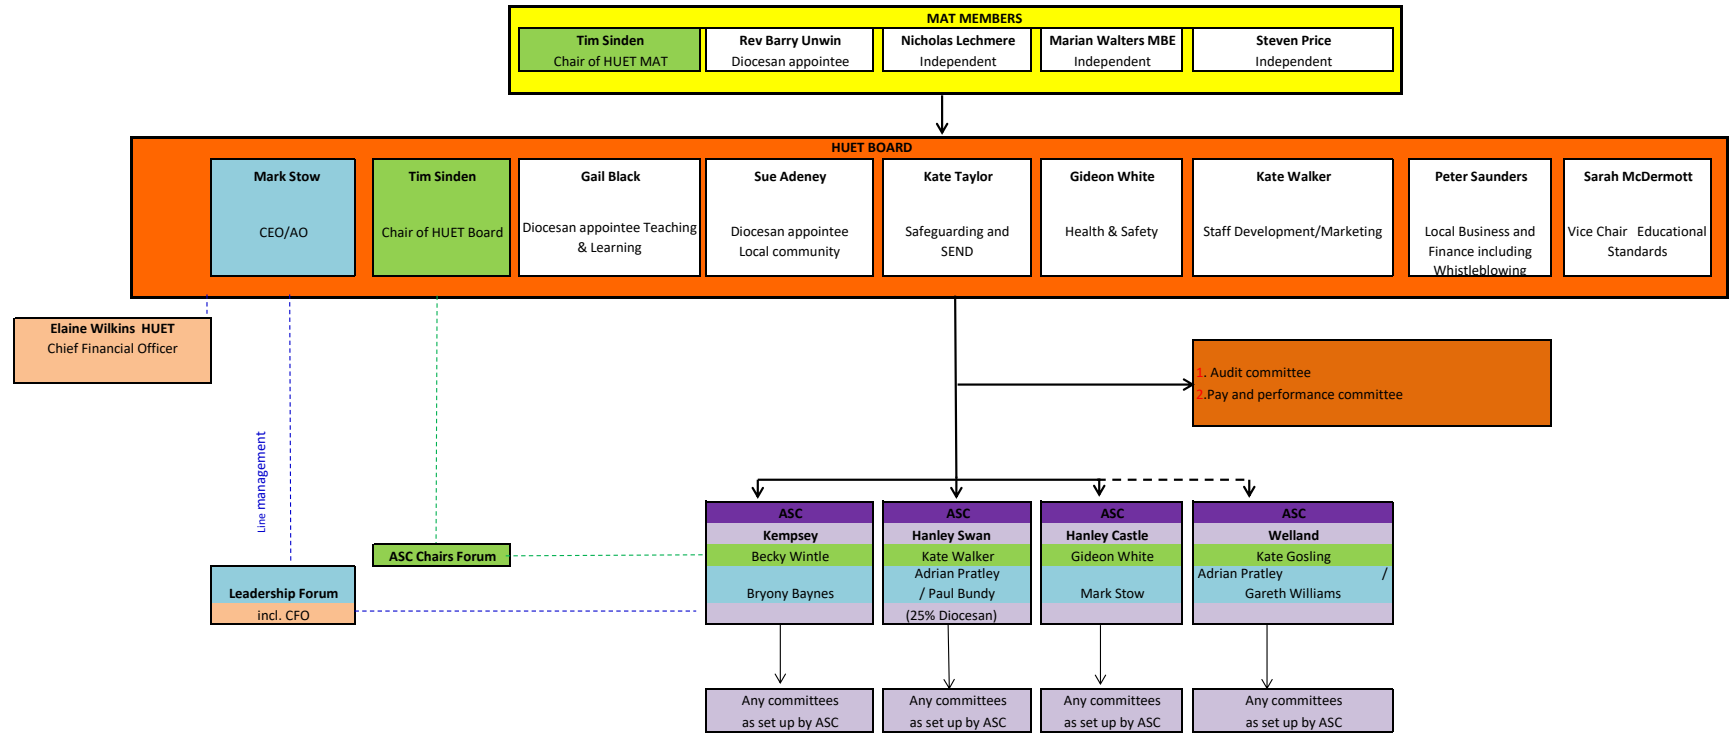 MAT MEMBERS
Tim Sinden
Chair of HUET MAT
Rev Barry Unwin
Diocesan appointee
Nicholas Lechmere
Independent
Marian Walters MBE
Independent
Steven Price
Independent
HUET BOARD
Mark Stow
CEO/AO
Tim Sinden
Chair of HUET Board
Gail Black
Diocesan appointee Teaching
& Learning
Sue Adeney
Diocesan appointee
Local community
Kate Taylor
Safeguarding and
SEND
Gideon White
Health & Safety
Kate Walker
Staff Development/Marketing
Peter Saunders
Local Business and
Finance including
Whistleblowing
Sarah McDermott
Vice Chair Educational
Standards
Elaine Wilkins HUET
Chief Financial Officer
1. Audit committee
2.Pay and performance committee
Line management
ASC Chairs Forum
Leadership Forum
incl. CFO
ASC
Kempsey
Becky Wintle
Bryony Baynes
ASC
Hanley Swan
Kate Walker
Adrian Pratley
/ Paul Bundy
(25% Diocesan)
ASC
Hanley Castle
Gideon White
Mark Stow
ASC
Welland
Kate Gosling
Adrian Pratley /
Gareth Williams
Any committees
as set up by ASC
Any committees
as set up by ASC
Any committees
as set up by ASC
Any committees
as set up by ASC